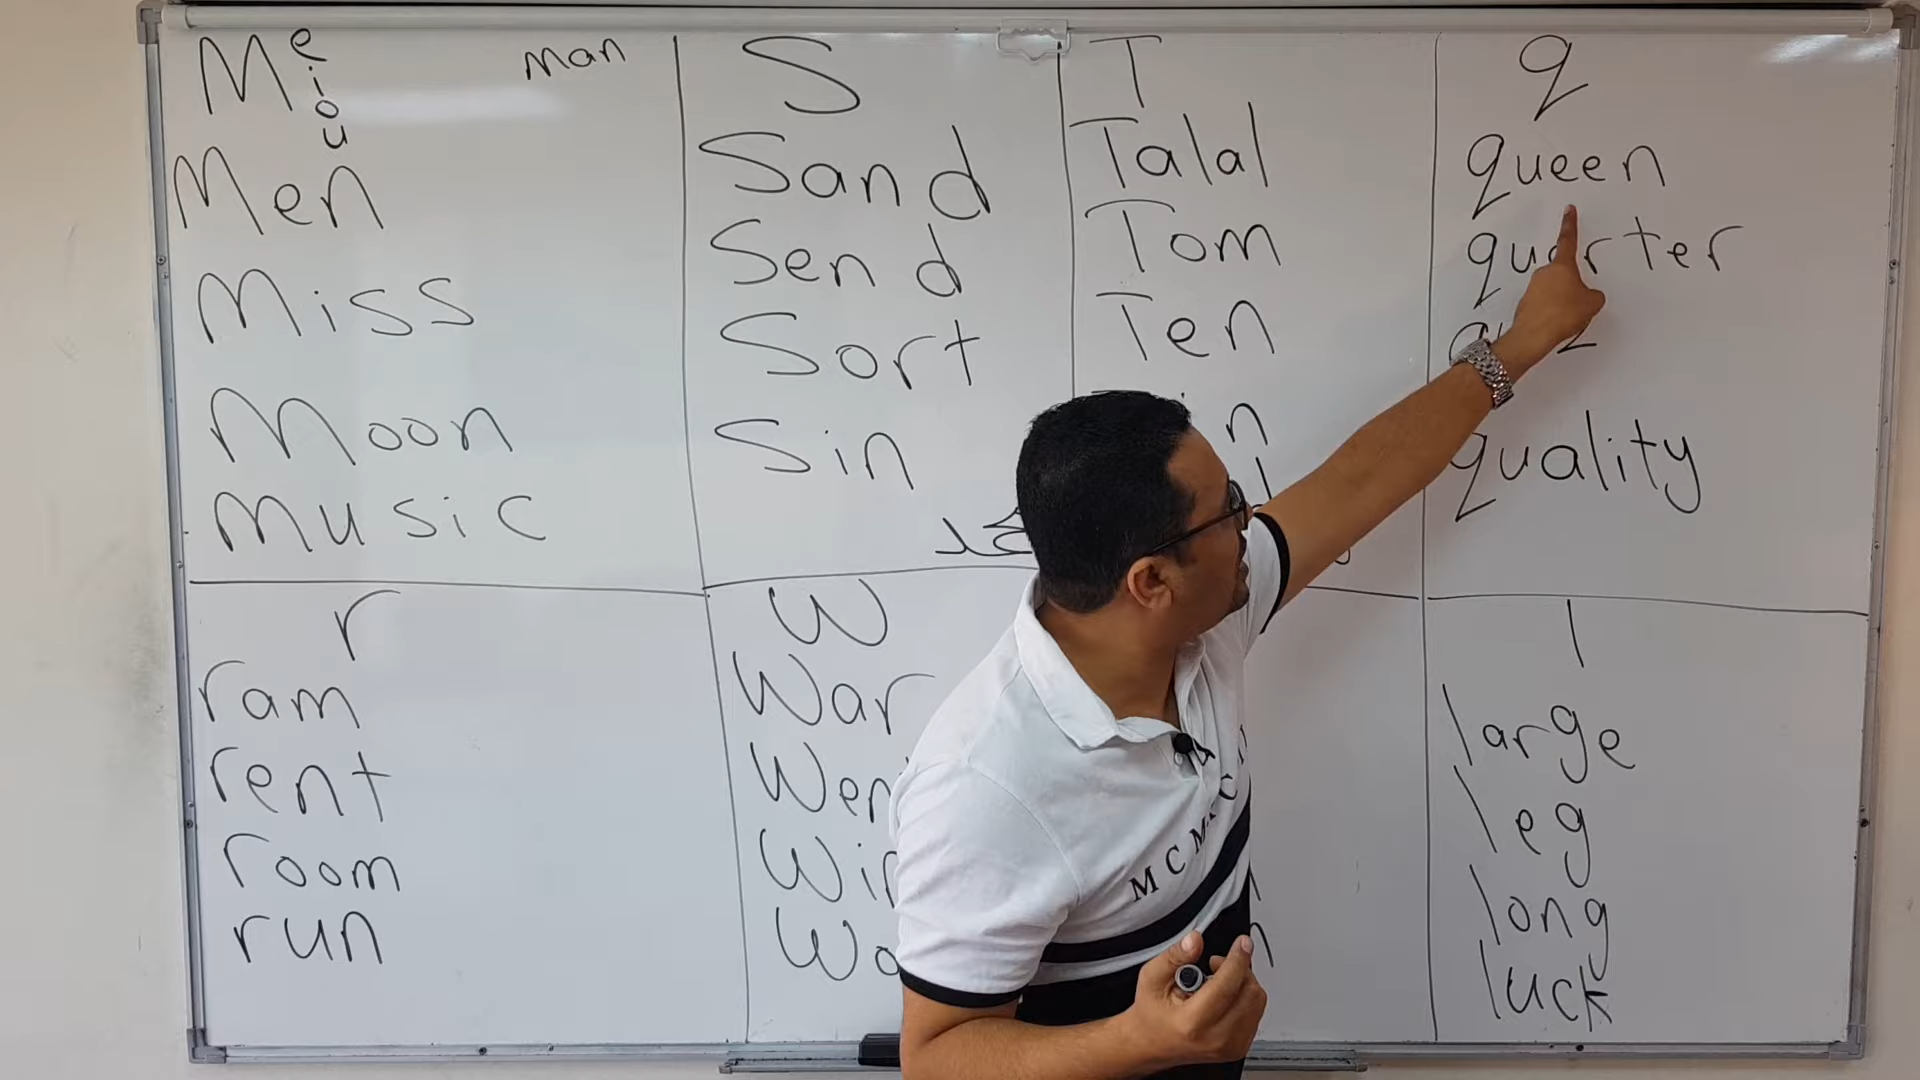 M e
i
o
u
man
Men
Miss
Moon
Music
S
Sand
Send
Sort
Sin
T
Talal
Tom
Ten
q
queen
quarter
quality
r
ram
rent
room
run
W
War
l
large
leg
long
luck